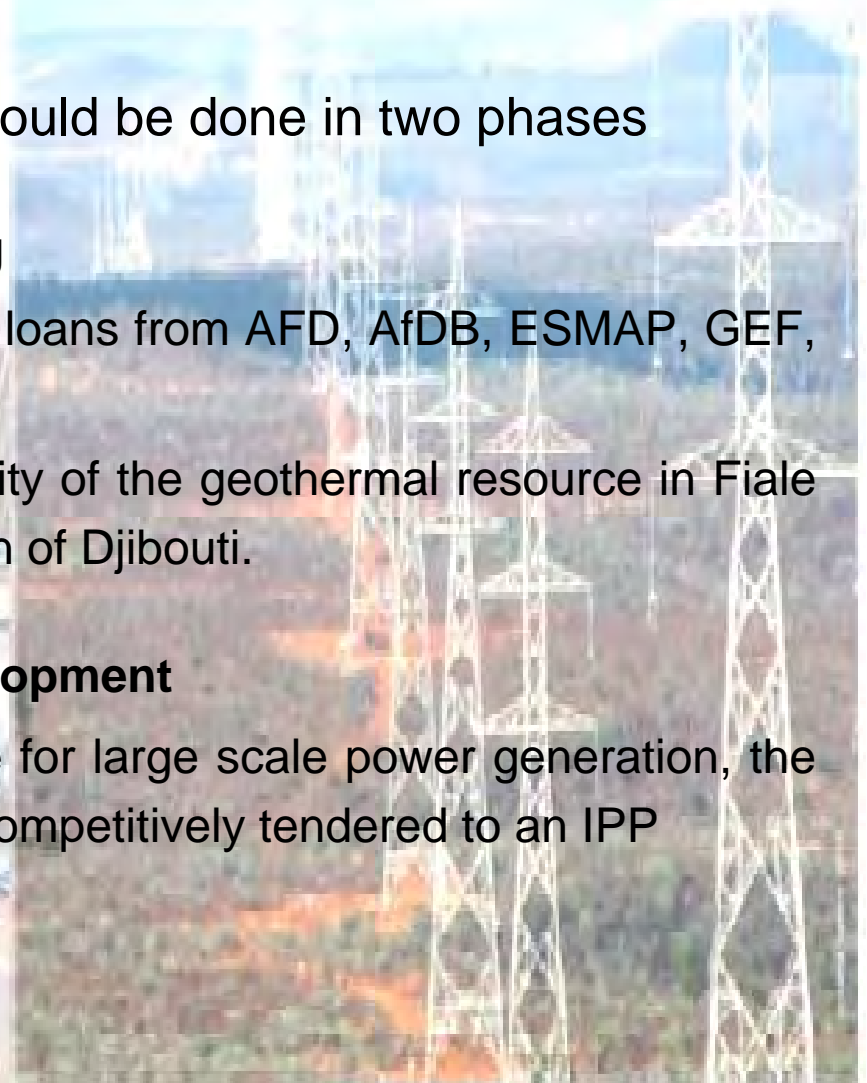 ould be done in two phases
loans from AFD, AfDB, ESMAP, GEF,
ity of the geothermal resource in Fiale
n of Djibouti.
opment
for large scale power generation, the
ompetitively tendered to an IPP